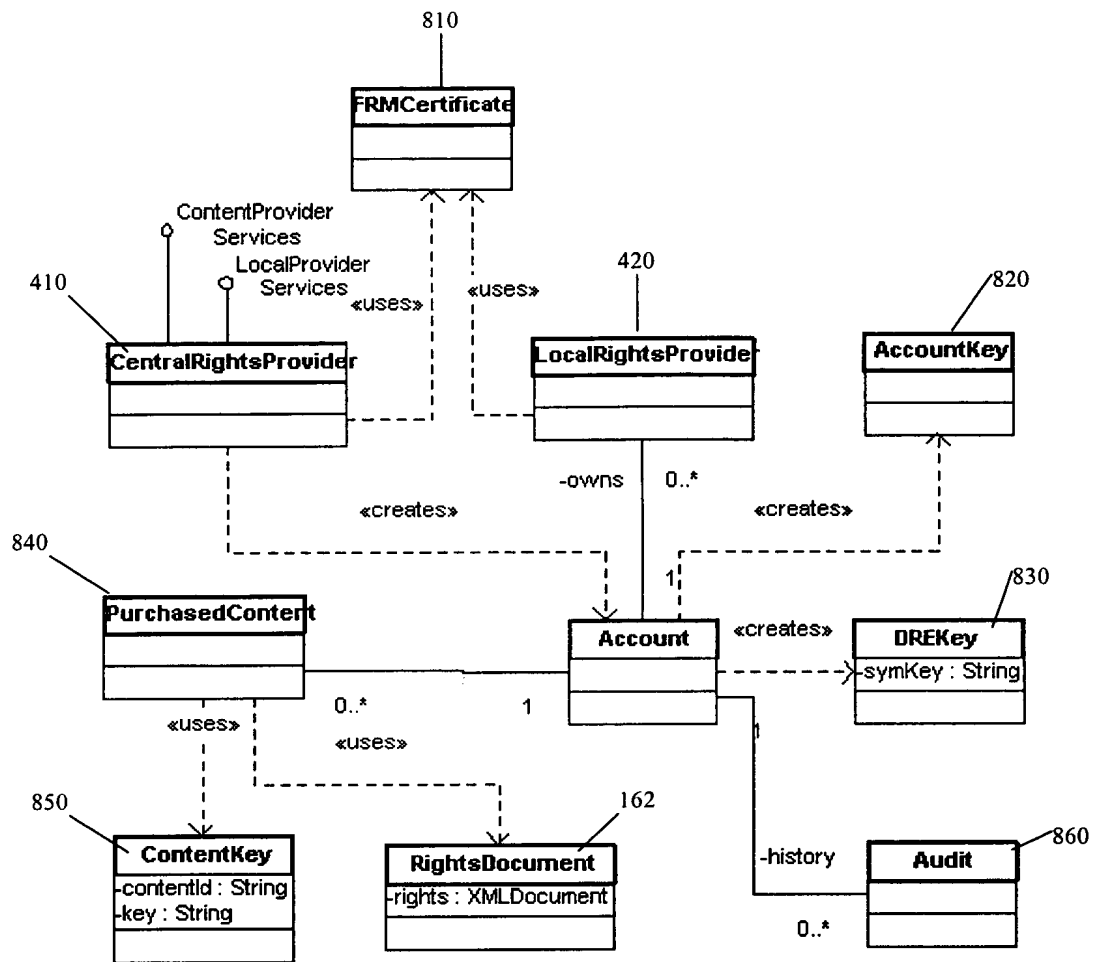 810
FRMCertificate
ContentProvider
Services
LocalProvider
Services
410
«uses»
«uses»
420
820
CentralRightsProvider
LocalRightsProvider
AccountKey
-owns
0..*
«creates»
«creates»
840
1
830
PurchasedContent
Account
«creates»
DREKey
-symKey : String
0..*
1
«uses»
«uses»
1
850
162
860
ContentKey
-contentId : String
-key : String
RightsDocument
-rights : XMLDocument
-history
Audit
0..*